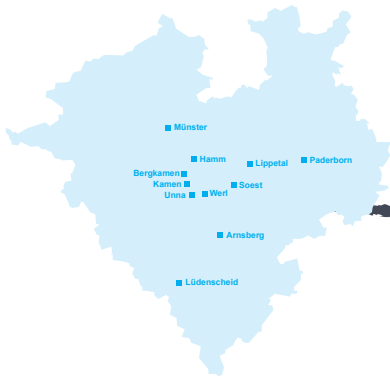 Münster
Hamm
Lippetal
Paderborn
Bergkamen
Kamen
Soest
Unna
Werl
Arnsberg
Lüdenscheid